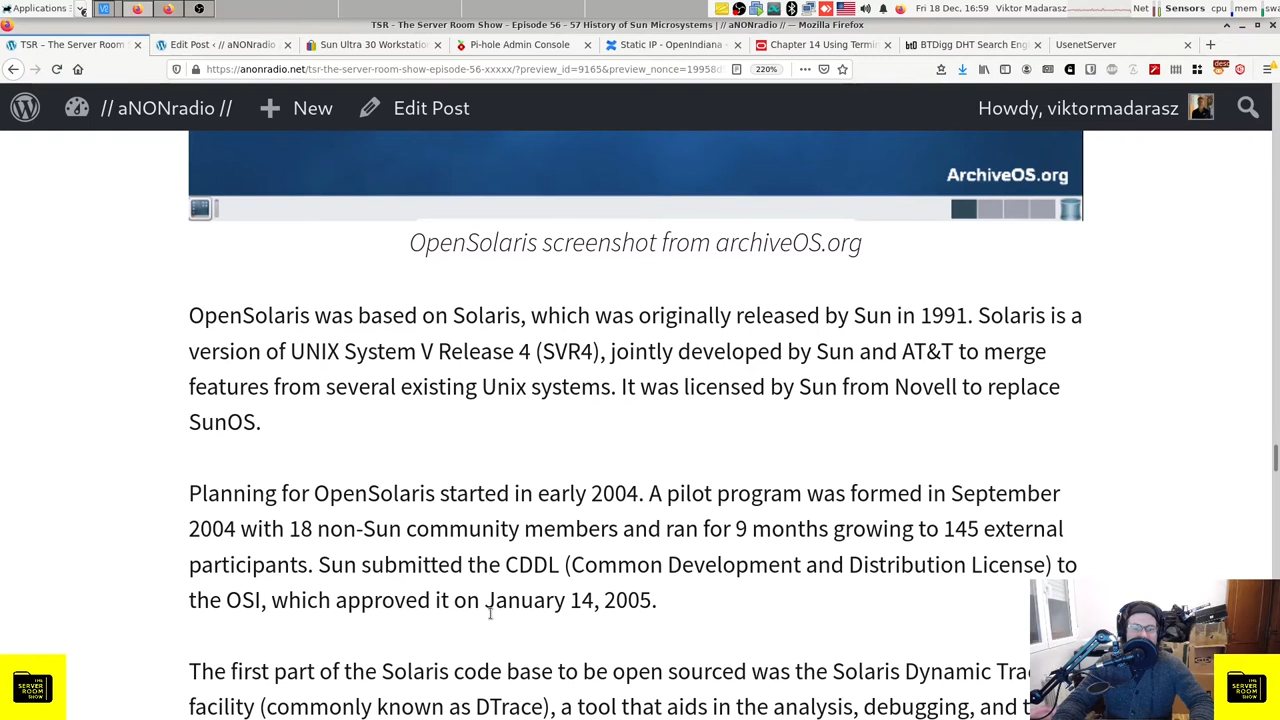 Applications
Fri 18 Dec, 16:59 Viktor Madarasz Net Sensors cpu mem swa
TSR - The Server Room Show - Episode 56 - 57 History of Sun Microsystems | // aNONradio // — Mozilla Firefox
TSR - The Server Room × Edit Post ‹ // aNONradio × Sun Ultra 30 Workstatio × Pi-hole Admin Console × Static IP - OpenIndiana - × Chapter 14 Using Termin × BTDigg DHT Search Eng × UsenetServer × +
https://anonradio.net/tsr-the-server-room-show-episode-56-xxxxx/?preview_id=9165&preview_nonce=19958d 220%
// aNONradio // New Edit Post Howdy, viktormadarasz
ArchiveOS.org
OpenSolaris screenshot from archiveOS.org
OpenSolaris was based on Solaris, which was originally released by Sun in 1991. Solaris is a
version of UNIX System V Release 4 (SVR4), jointly developed by Sun and AT&T to merge
features from several existing Unix systems. It was licensed by Sun from Novell to replace
SunOS.
Planning for OpenSolaris started in early 2004. A pilot program was formed in September
2004 with 18 non-Sun community members and ran for 9 months growing to 145 external
participants. Sun submitted the CDDL (Common Development and Distribution License) to
the OSI, which approved it on January 14, 2005.
The first part of the Solaris code base to be open sourced was the Solaris Dynamic Tra
facility (commonly known as DTrace), a tool that aids in the analysis, debugging, and t
THE
SERVER
ROOM
SHOW
THE
SERVER
ROOM
SHOW